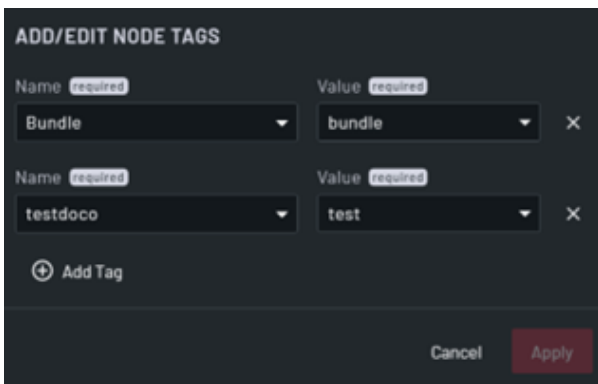 ADD/EDIT NODE TAGS
Name required Value required
Bundle bundle
Name required Value required
testdoco test
Add Tag
Cancel Apply